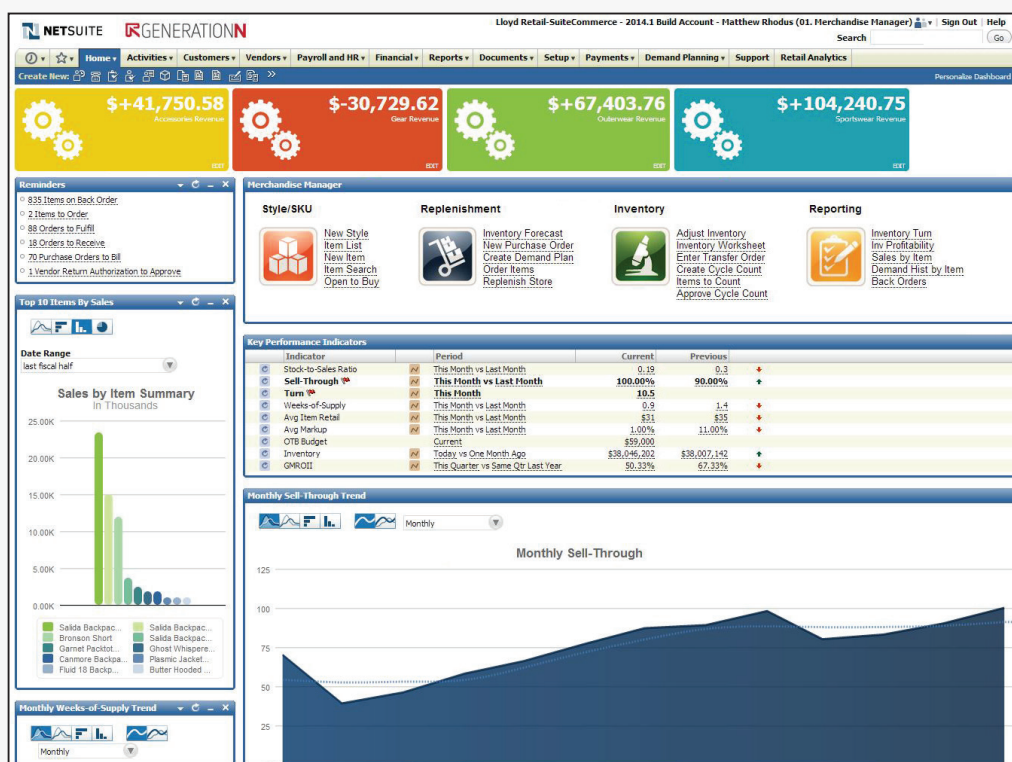 NETSUITE RGENERATIONN
Lloyd Retail-SuiteCommerce - 2014.1 Build Account - Matthew Rhodus (01. Merchandise Manager) Sign Out Help
Search Go
Home Activities Customers Vendors Payroll and HR Financial Reports Documents Setup Payments Demand Planning Support Retail Analytics
Create New: Personalize Dashboard
$+41,750.58
Accessories Revenue
EDIT
$-30,729.62
Gear Revenue
EDIT
$+67,403.76
Outerwear Revenue
EDIT
$+104,240.75
Sportswear Revenue
EDIT
Reminders
835 Items on Back Order
2 Items to Order
88 Orders to Fulfill
18 Orders to Receive
70 Purchase Orders to Bill
1 Vendor Return Authorization to Approve
Merchandise Manager
Style/SKU
New Style
Item List
New Item
Item Search
Open to Buy
Replenishment
Inventory Forecast
New Purchase Order
Create Demand Plan
Order Items
Replenish Store
Inventory
Adjust Inventory
Inventory Worksheet
Enter Transfer Order
Create Cycle Count
Items to Count
Approve Cycle Count
Reporting
Inventory Turn
Inv Profitability
Sales by Item
Demand Hist by Item
Back Orders
Top 10 Items By Sales
Date Range
last fiscal half
Sales by Item Summary
In Thousands
25.00K
20.00K
15.00K
10.00K
5.00K
0.00K
Salida Backpac... Salida Backpac...
Bronson Short Salida Backpac...
Garnet Packtot... Ghost Whispere...
Canmore Backpa... Plasmic Jacket...
Fluid 18 Backp... Butter Hooded ...
Key Performance Indicators
Indicator Period Current Previous
Stock-to-Sales Ratio This Month vs Last Month 0.19 0.3
Sell-Through This Month vs Last Month 100.00% 90.00%
Turn This Month 10.5
Weeks-of-Supply This Month vs Last Month 0.9 1.4
Avg Item Retail This Month vs Last Month $31 $35
Avg Markup This Month vs Last Month 1.00% 11.00%
OTB Budget Current $59,000
Inventory Today vs One Month Ago $38,046,202 $38,007,142
GMROII This Quarter vs Same Qtr Last Year 50.33% 67.33%
Monthly Sell-Through Trend
Monthly
Monthly Sell-Through
125
100
75
50
25
Monthly Weeks-of-Supply Trend
Monthly